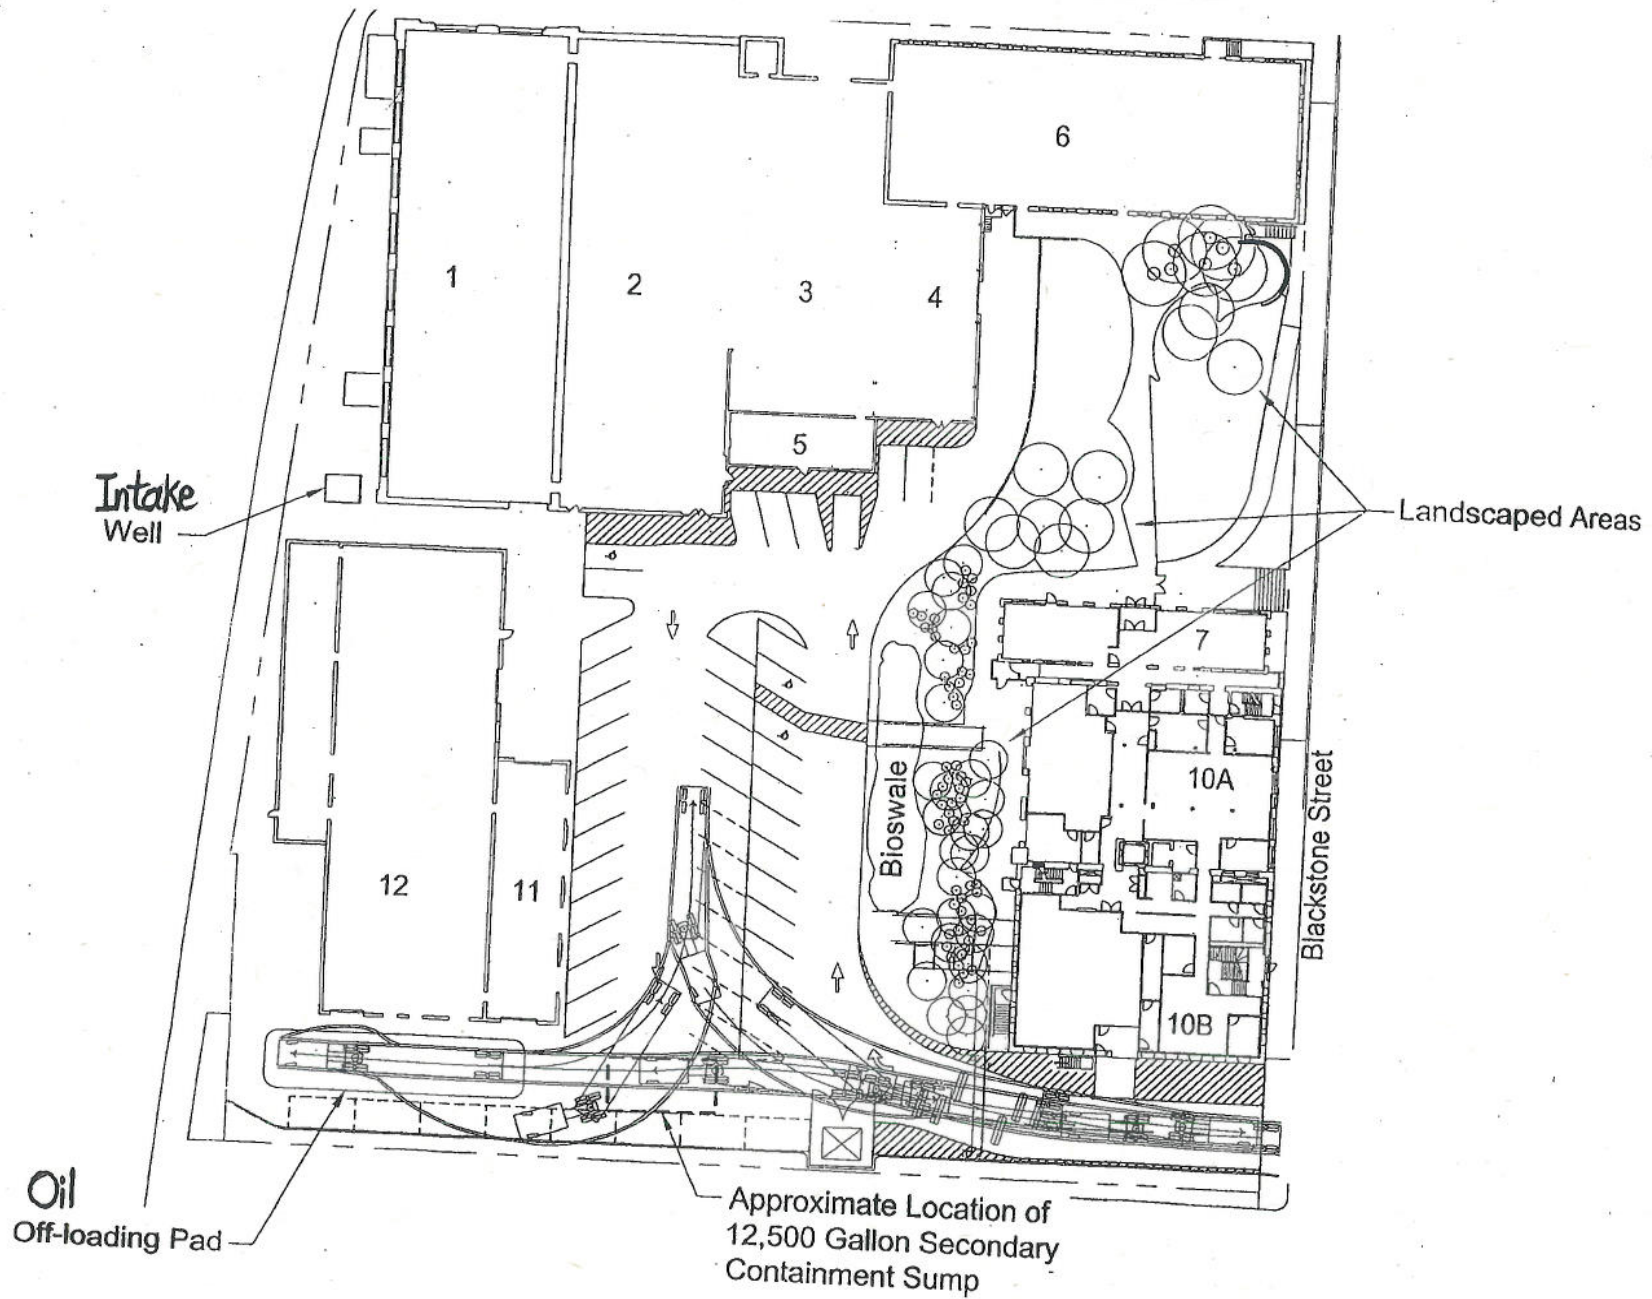 6
1
2
3
4
5
Intake
Well
Landscaped Areas
7
10A
Bioswale
Blackstone Street
12
11
10B
Oil
Off-loading Pad
Approximate Location of
12,500 Gallon Secondary
Containment Sump